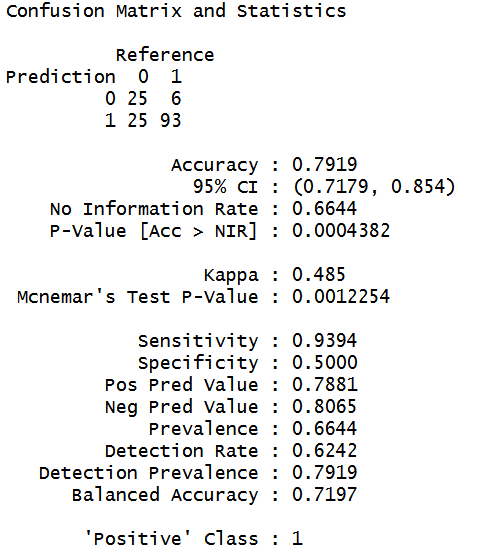 Confusion Matrix and Statistics
Reference
Prediction 0 1
0 25 6
1 25 93
Accuracy : 0.7919
95% CI : (0.7179, 0.854)
No Information Rate : 0.6644
P-Value [Acc > NIR] : 0.0004382
Kappa : 0.485
Mcnemar's Test P-Value : 0.0012254
Sensitivity : 0.9394
Specificity : 0.5000
Pos Pred Value : 0.7881
Neg Pred Value : 0.8065
Prevalence : 0.6644
Detection Rate : 0.6242
Detection Prevalence : 0.7919
Balanced Accuracy : 0.7197
'Positive' Class : 1